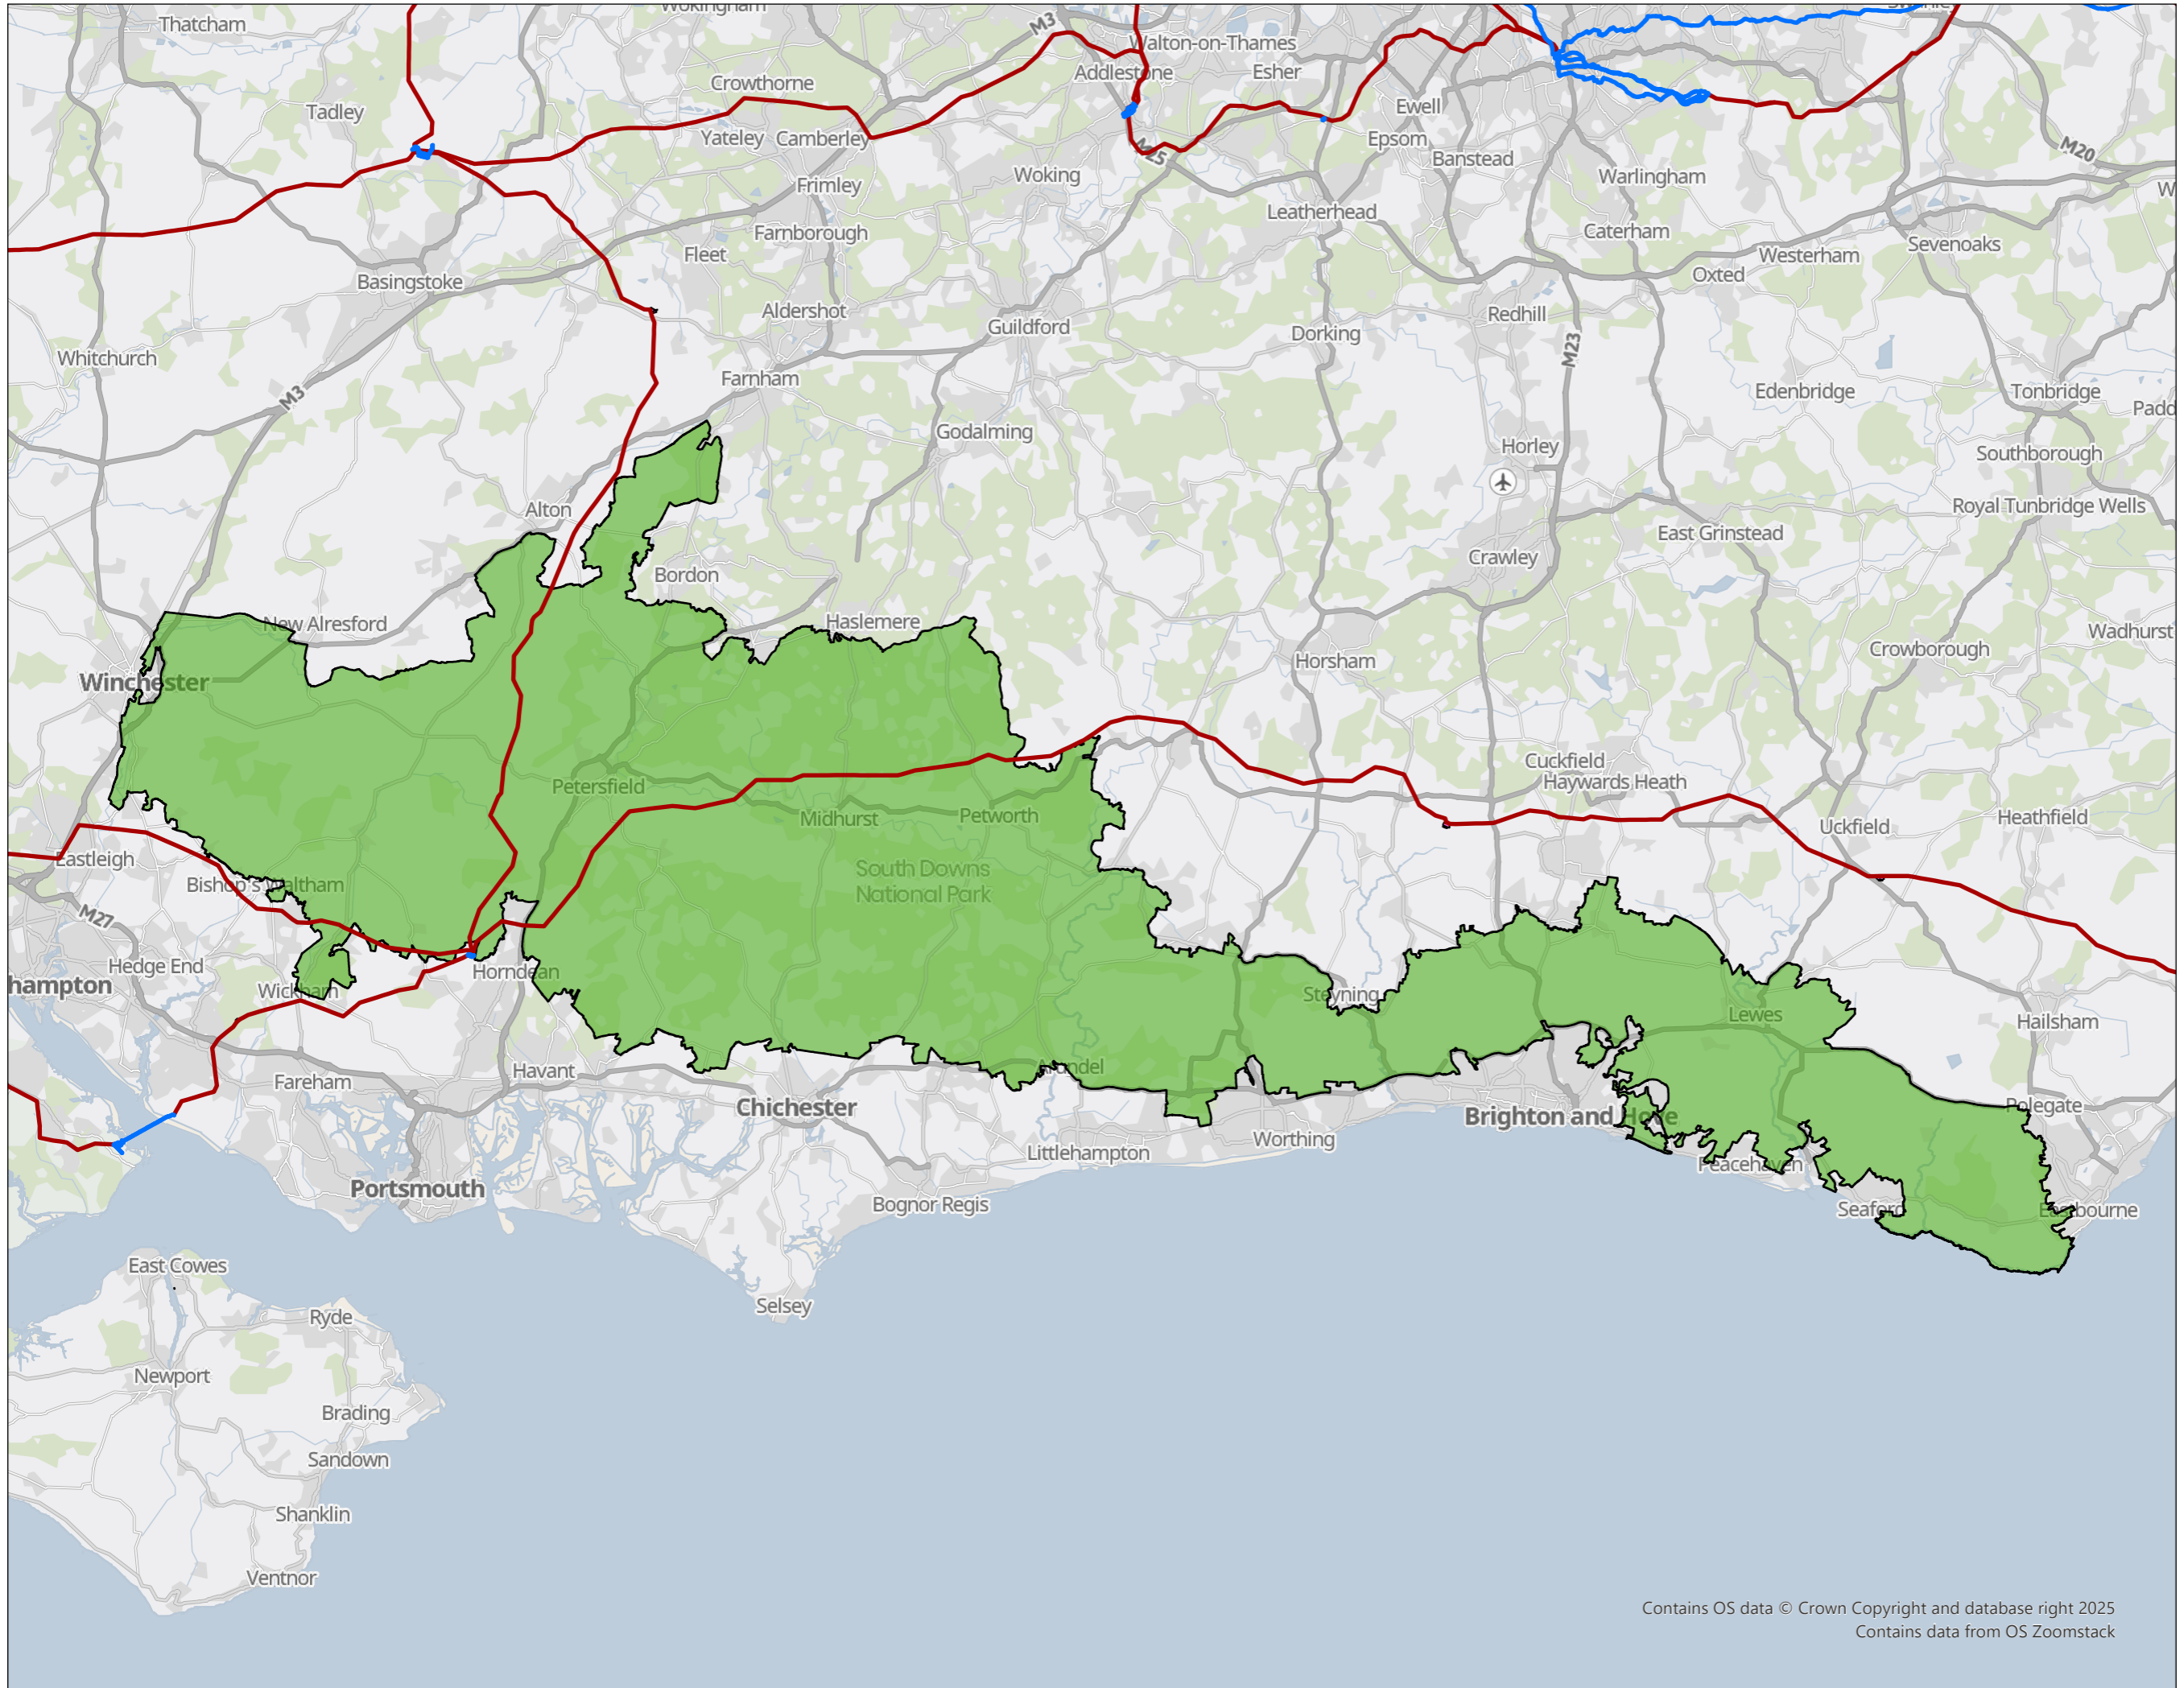 Wokingham
Thatcham
M3
Walton-on-Thames
Addlestone
Esher
Crowthorne
Tadley
Ewell
Yateley
Camberley
Epsom
M25
Banstead
M20
Woking
Warlingham
Frimley
Leatherhead
Farnborough
Caterham
Sevenoaks
Fleet
Westerham
Basingstoke
Oxted
Aldershot
Guildford
Redhill
Dorking
M23
Whitchurch
Farnham
M3
Edenbridge
Tonbridge
Padd
Godalming
Horley
Southborough
Alton
Royal Tunbridge Wells
East Grinstead
Crawley
Bordon
New Alresford
Haslemere
Wadhurst
Crowborough
Horsham
Winchester
Cuckfield
Haywards Heath
Petersfield
Midhurst
Petworth
Uckfield
Heathfield
Eastleigh
South Downs
National Park
Bishop's Waltham
M27
Hedge End
Horndean
hampton
Wickham
Steyning
Lewes
Hailsham
Arundel
Havant
Fareham
Chichester
Brighton and Hove
Polegate
Worthing
Littlehampton
Peacehaven
Portsmouth
Bognor Regis
Seaford
Eastbourne
East Cowes
Selsey
Ryde
Newport
Brading
Sandown
Shanklin
Ventnor
Contains OS data © Crown Copyright and database right 2025
Contains data from OS Zoomstack